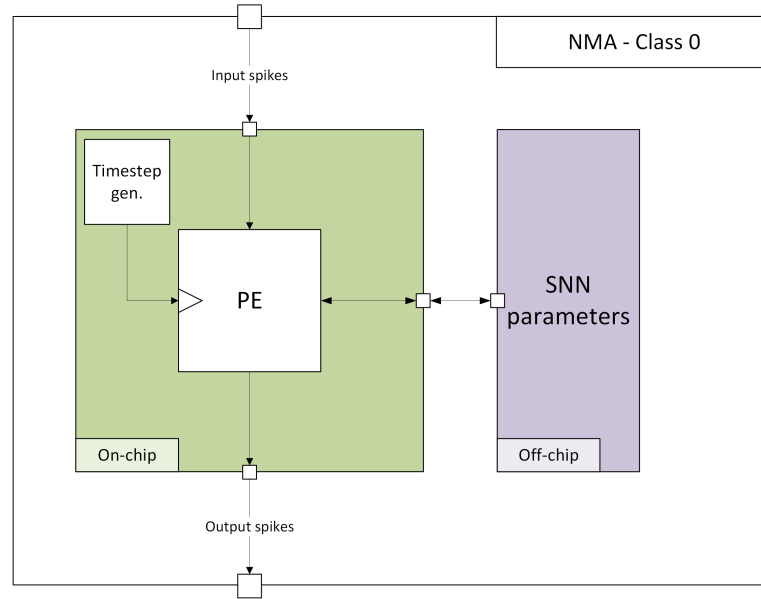 NMA - Class 0
Input spikes
Timestep
gen.
PE
SNN
parameters
On-chip
Off-chip
Output spikes